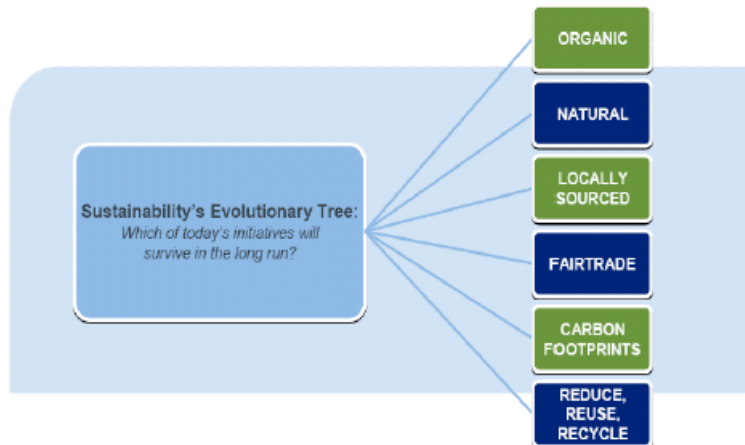 Sustainability's Evolutionary Tree:
Which of today's initiatives will
survive in the long run?
ORGANIC
NATURAL
LOCALLY
SOURCED
FAIRTRADE
CARBON
FOOTPRINTS
REDUCE,
REUSE,
RECYCLE